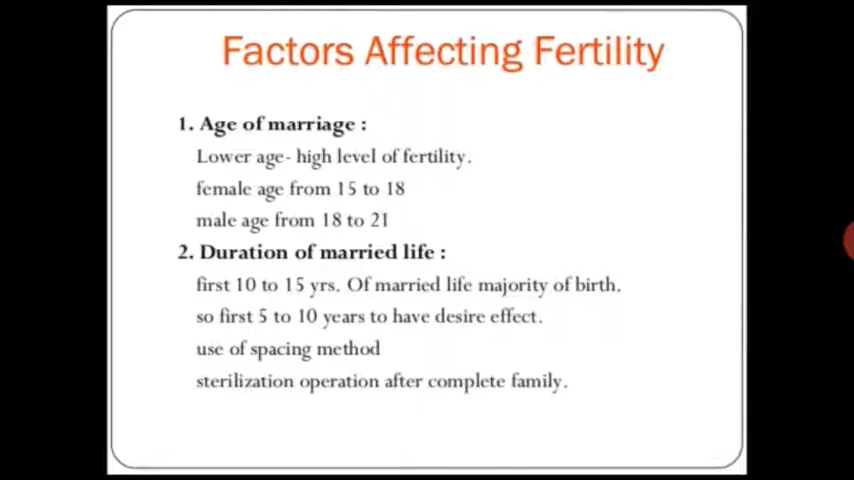 Factors Affecting Fertility
1. Age of marriage :
Lower age- high level of fertility.
female age from 15 to 18
male age from 18 to 21
2. Duration of married life :
first 10 to 15 yrs. Of married life majority of birth.
so first 5 to 10 years to have desire effect.
use of spacing method
sterilization operation after complete family.